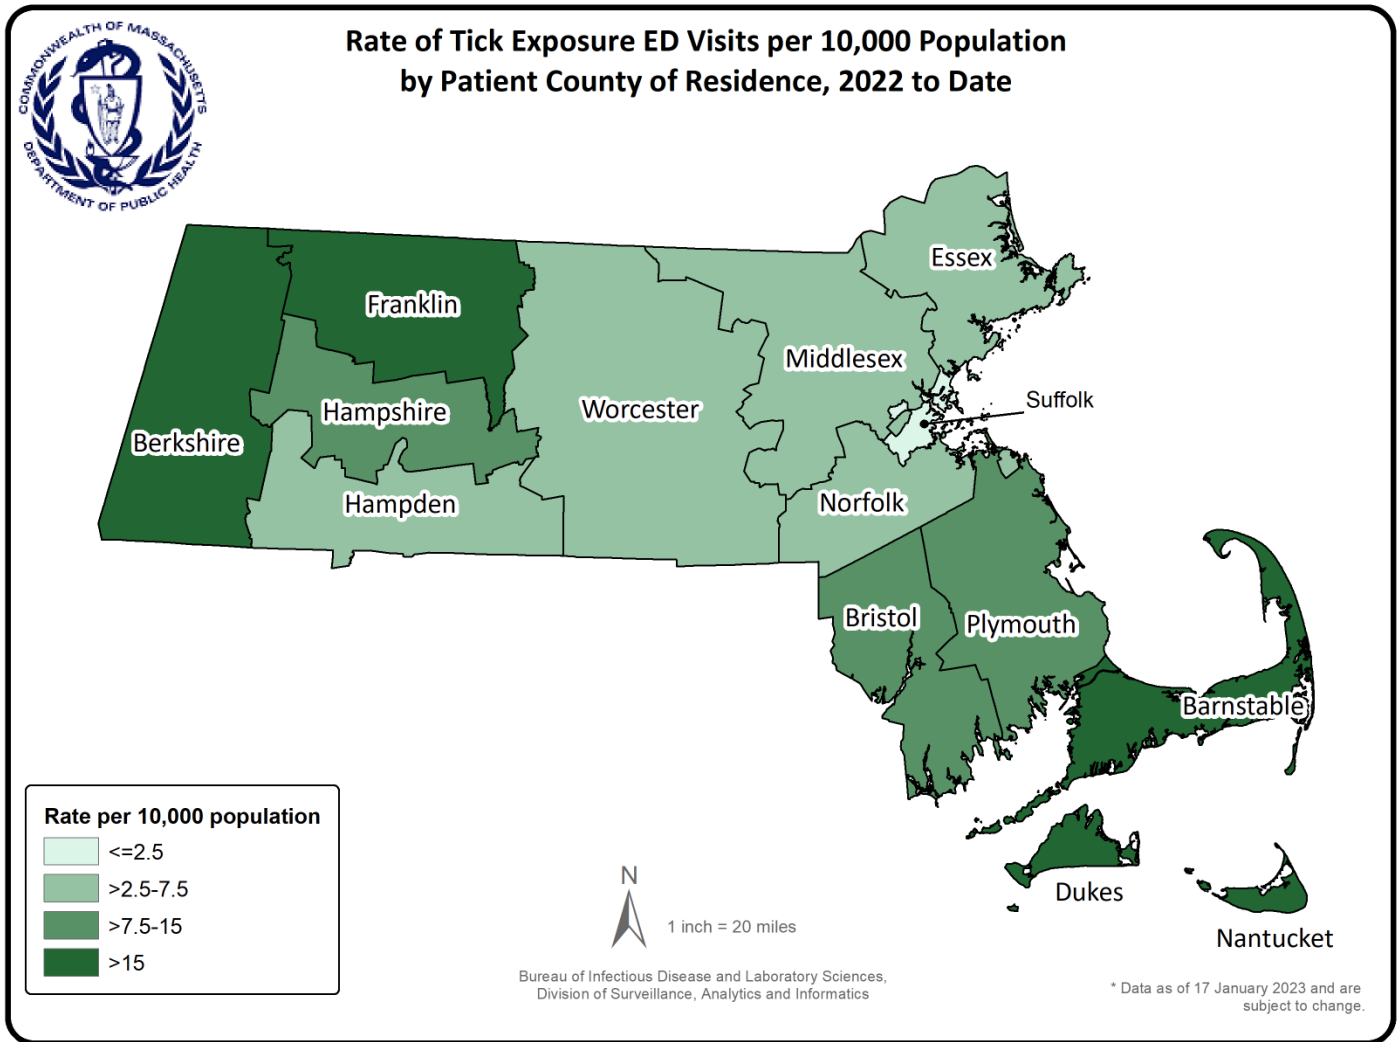 COMMONWEALTH OF MASSACHUSETTS
DEPARTMENT OF PUBLIC HEALTH
Rate of Tick Exposure ED Visits per 10,000 Population
by Patient County of Residence, 2022 to Date
Essex
Franklin
Middlesex
Suffolk
Hampshire
Worcester
Berkshire
Hampden
Norfolk
Bristol
Plymouth
Barnstable
Dukes
Nantucket
Rate per 10,000 population
<=2.5
>2.5-7.5
>7.5-15
>15
N
1 inch = 20 miles
Bureau of Infectious Disease and Laboratory Sciences,
Division of Surveillance, Analytics and Informatics
* Data as of 17 January 2023 and are
subject to change.